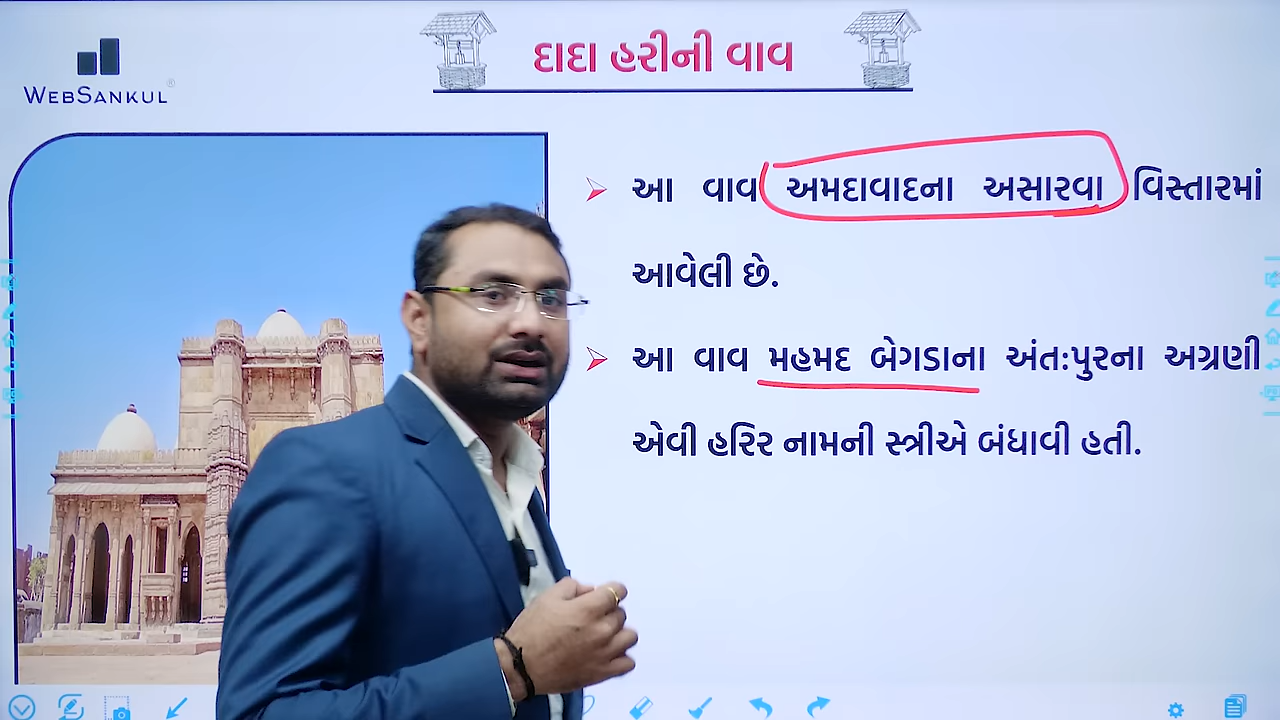 WEBSANKUL
દાદા હરીની વાવ
આ વાવ અમદાવાદના અસારવા વિસ્તારમાં
આવેલી છે.
આ વાવ મહમદ બેગડાના અંત:પુરના અગ્રણી
એવી હરિર નામની સ્ત્રીએ બંધાવી હતી.